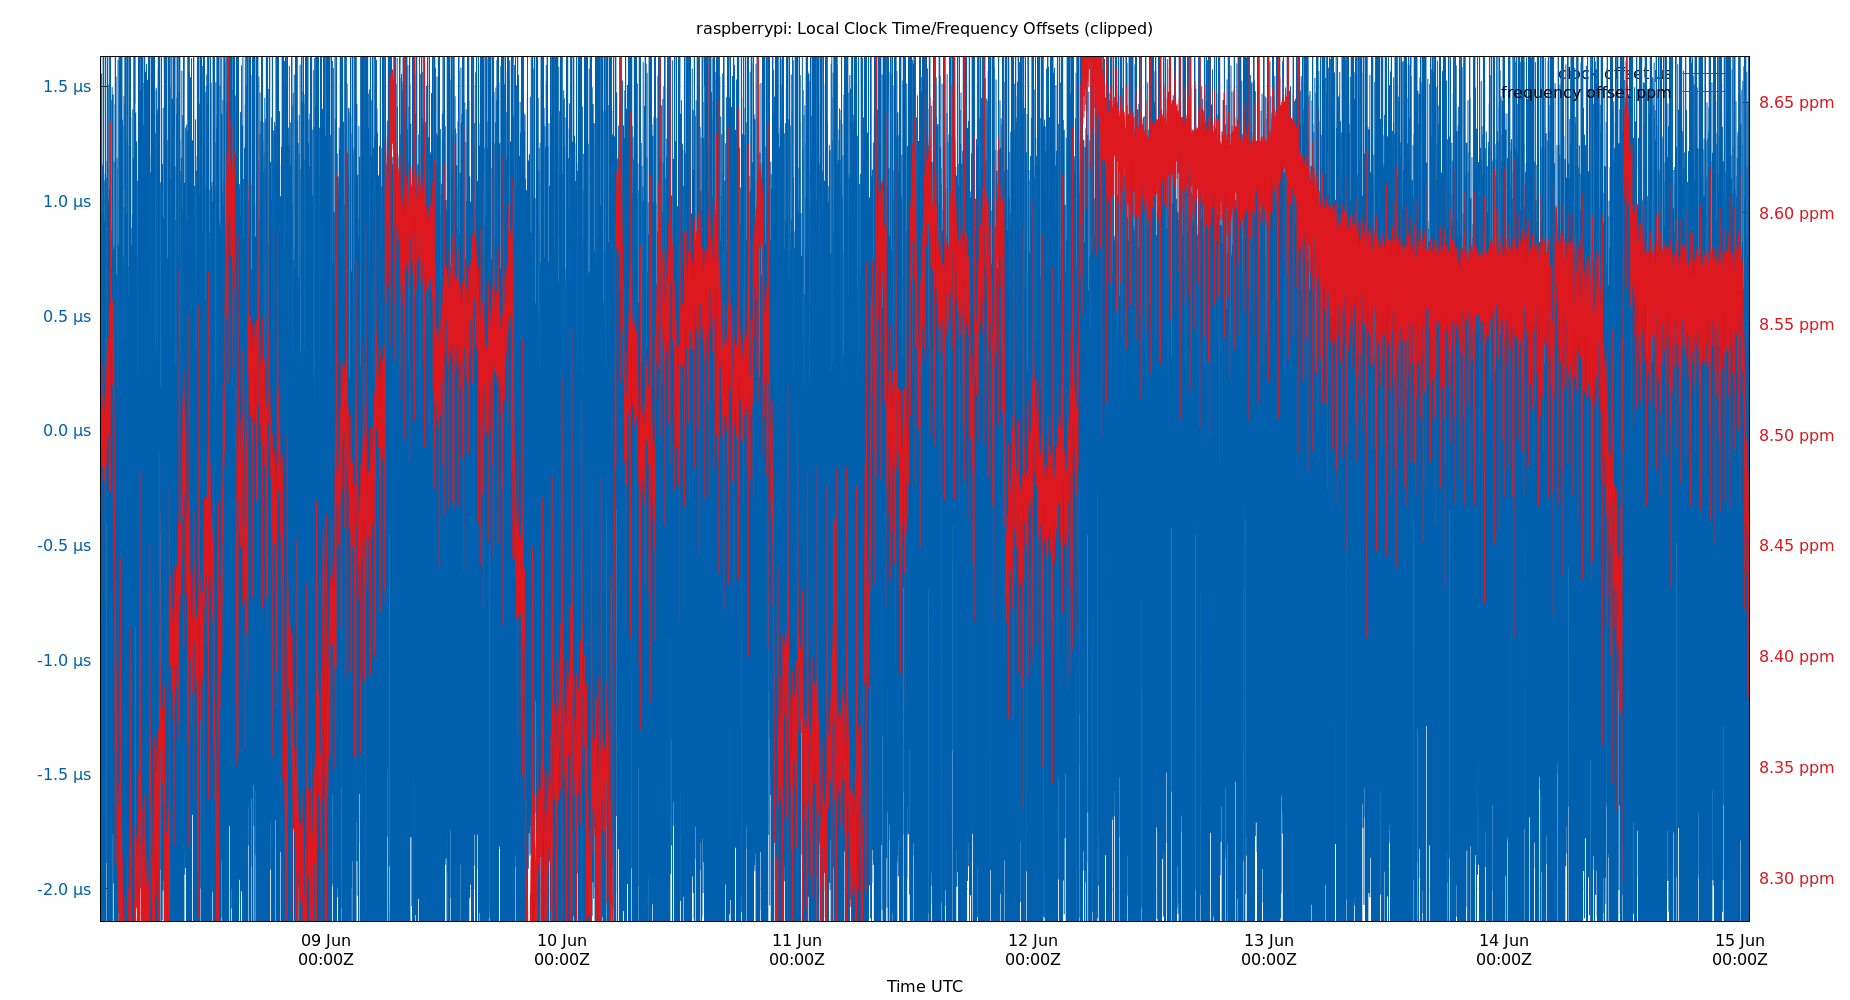 raspberrypi: Local Clock Time/Frequency Offsets (clipped)
clock offset µs
frequency offset ppm
1.5 µs
1.0 µs
0.5 µs
0.0 µs
-0.5 µs
-1.0 µs
-1.5 µs
-2.0 µs
8.65 ppm
8.60 ppm
8.55 ppm
8.50 ppm
8.45 ppm
8.40 ppm
8.35 ppm
8.30 ppm
09 Jun 10 Jun 11 Jun 12 Jun 13 Jun 14 Jun 15 Jun
00:00Z 00:00Z 00:00Z 00:00Z 00:00Z 00:00Z 00:00Z
Time UTC